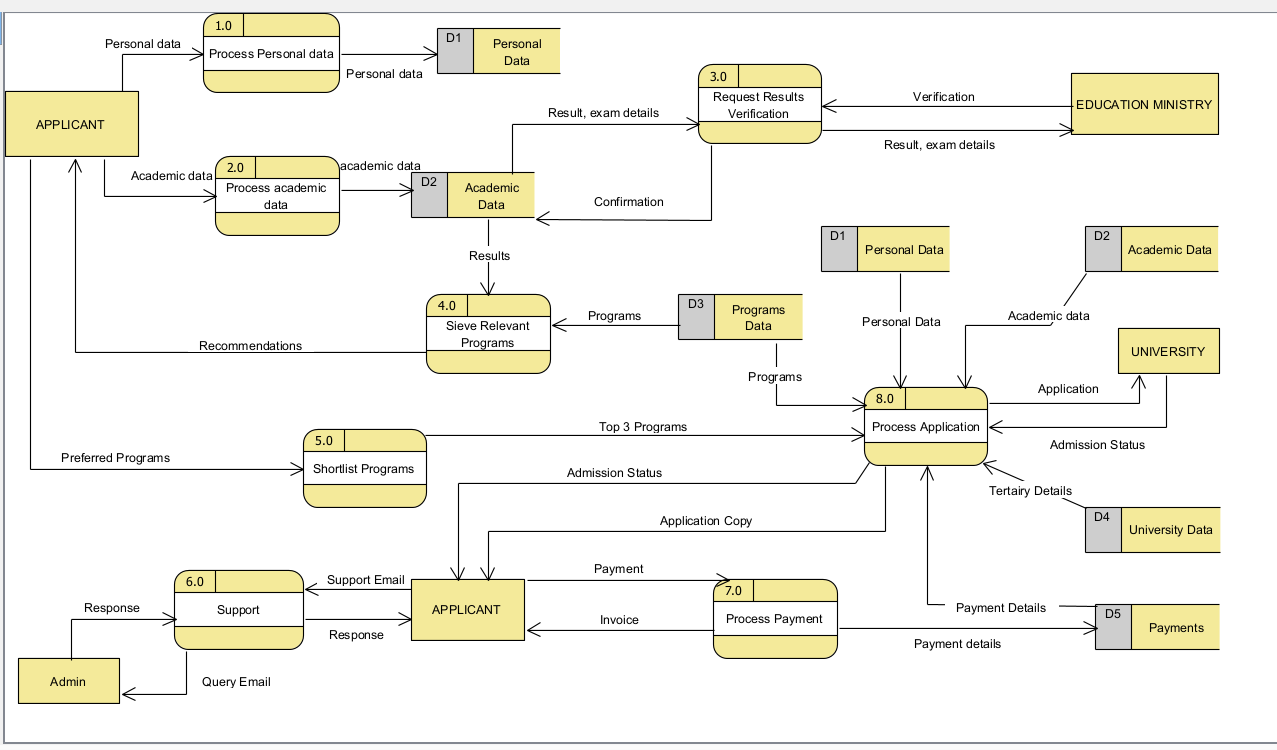 1.0
Process Personal data
Personal data
Personal data
D1
Personal
Data
APPLICANT
3.0
Request Results
Verification
Verification
EDUCATION MINISTRY
Result, exam details
Result, exam details
2.0
Process academic
data
Academic data
academic data
D2
Academic
Data
Confirmation
Results
D1
Personal Data
D2
Academic Data
Personal Data
Academic data
4.0
Sieve Relevant
Programs
Programs
D3
Programs
Data
Recommendations
Programs
UNIVERSITY
8.0
Process Application
Application
Admission Status
5.0
Shortlist Programs
Preferred Programs
Top 3 Programs
Admission Status
Tertairy Details
D4
University Data
Application Copy
6.0
Support
Support Email
Response
Response
APPLICANT
Payment
Invoice
7.0
Process Payment
Payment Details
Payment details
D5
Payments
Admin
Query Email